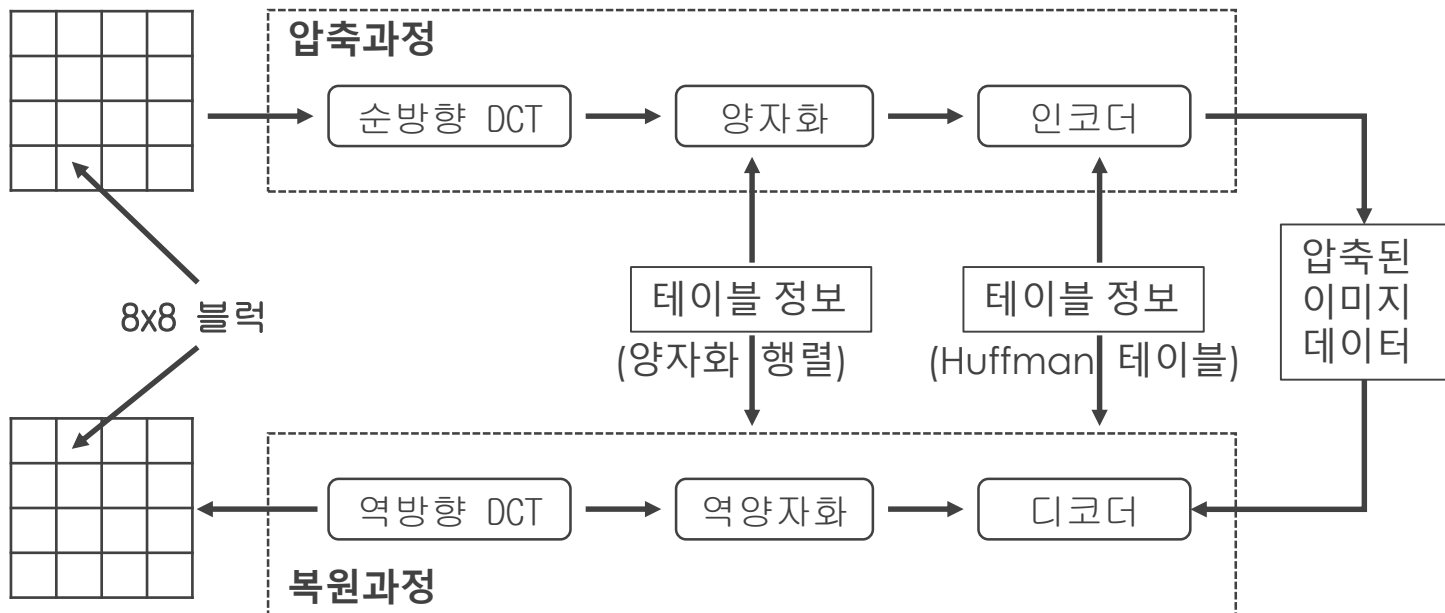 압축과정
순방향 DCT
양자화
인코더
8x8 블럭
테이블 정보
(양자화 행렬)
테이블 정보
(Huffman 테이블)
압축된
이미지
데이터
역방향 DCT
역양자화
디코더
복원과정